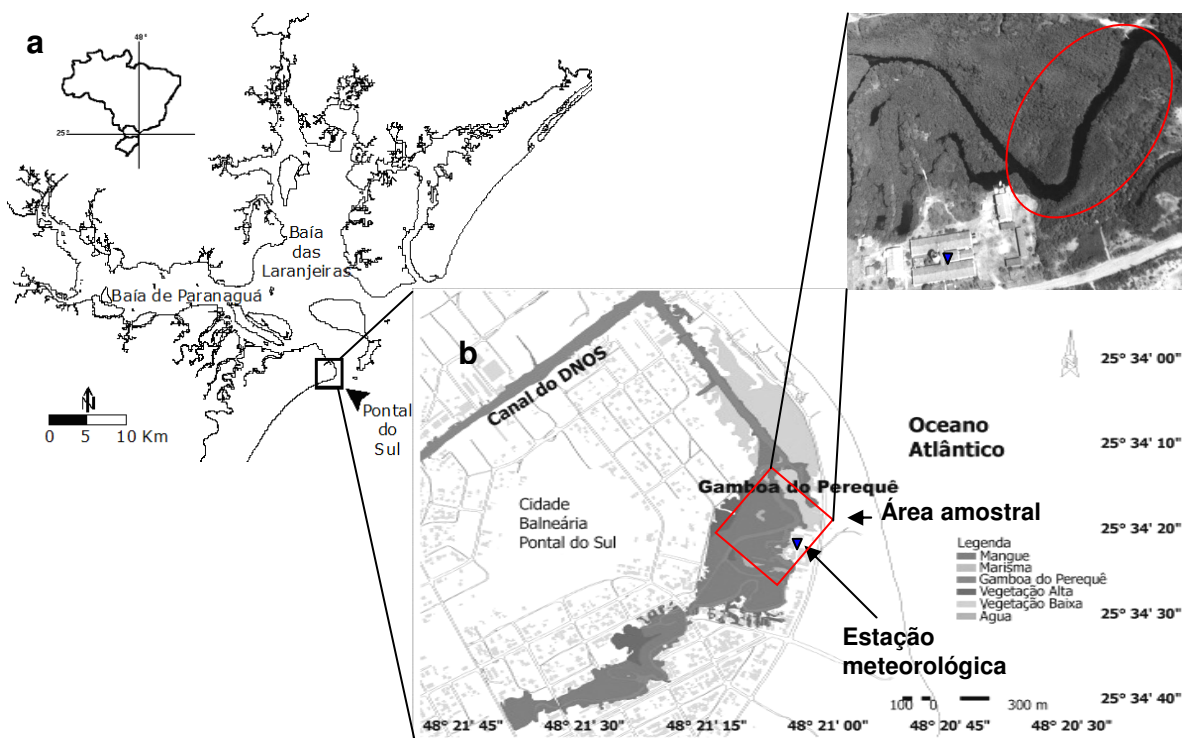 a
48°
25°
Baía
das
Laranjeiras
Baía de Paranaguá
N
0 5 10 Km
Pontal
do
Sul
b
Canal do DNOS
25° 34' 00"
Oceano
Atlântico
25° 34' 10"
Gamboa do Perequê
Cidade
Balneária
Pontal do Sul
Área amostral
25° 34' 20"
Legenda
Mangue
Marisma
Gamboa do Perequê
Vegetação Alta
Vegetação Baixa
Água
25° 34' 30"
Estação
meteorológica
100 0 300 m
25° 34' 40"
48° 21' 45" 48° 21' 30" 48° 21' 15" 48° 21' 00" 48° 20' 45" 48° 20' 30"